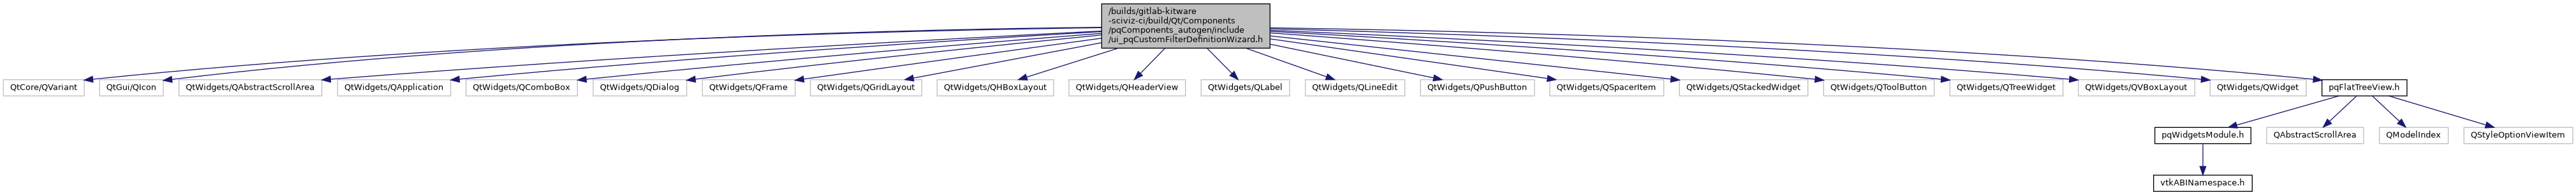 /builds/gitlab-kitware
-sciviz-ci/build/Qt/Components
/pqComponents_autogen/include
/ui_pqCustomFilterDefinitionWizard.h
QtCore/QVariant
QtGui/QIcon
QtWidgets/QAbstractScrollArea
QtWidgets/QApplication
QtWidgets/QComboBox
QtWidgets/QDialog
QtWidgets/QFrame
QtWidgets/QGridLayout
QtWidgets/QHBoxLayout
QtWidgets/QHeaderView
QtWidgets/QLabel
QtWidgets/QLineEdit
QtWidgets/QPushButton
QtWidgets/QSpacerItem
QtWidgets/QStackedWidget
QtWidgets/QToolButton
QtWidgets/QTreeWidget
QtWidgets/QVBoxLayout
QtWidgets/QWidget
pqFlatTreeView.h
pqWidgetsModule.h
QAbstractScrollArea
QModelIndex
QStyleOptionViewItem
vtkABINamespace.h